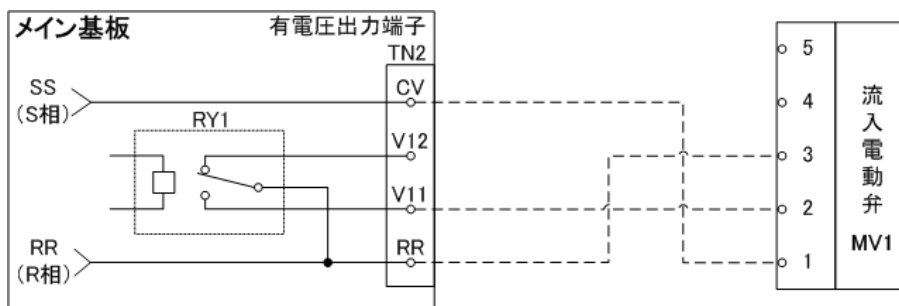 メイン基板
有電圧出力端子
TN2
SS
(S相)
CV
RY1
V12
V11
RR
(R相)
RR
5
4
3
2
1
流入電動弁
MV1